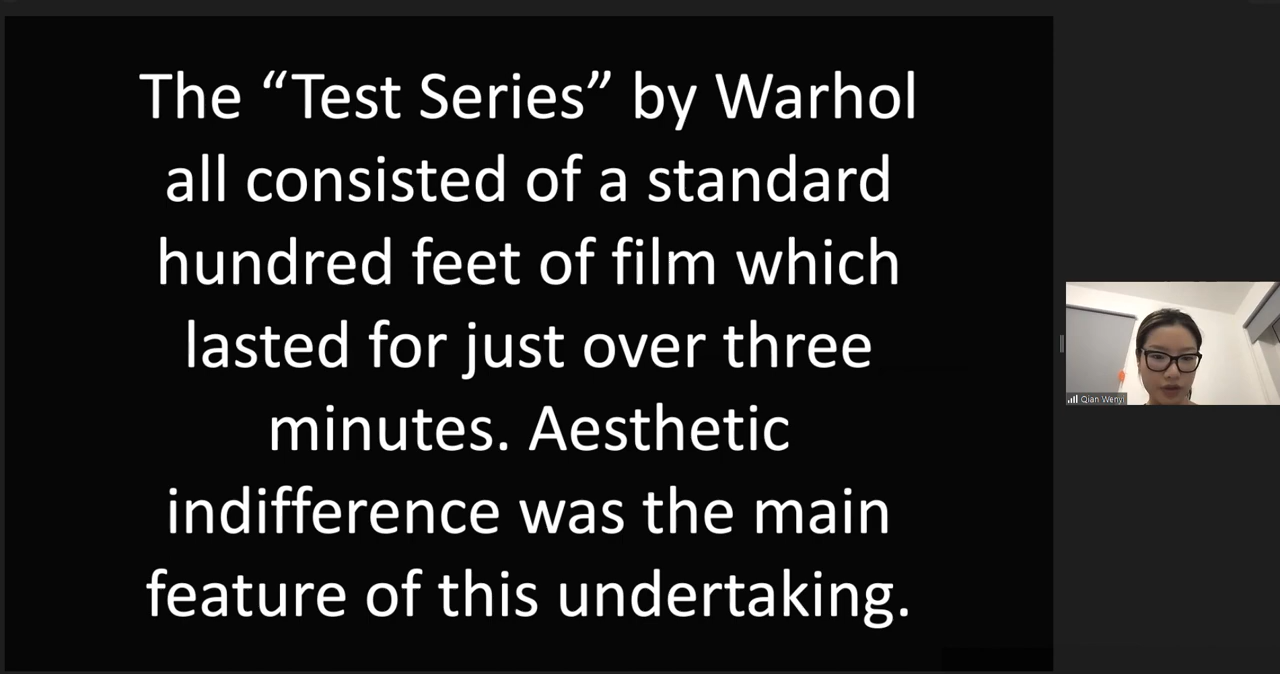 The “Test Series” by Warhol
all consisted of a standard
hundred feet of film which
lasted for just over three
minutes. Aesthetic
indifference was the main
feature of this undertaking.
Qian Wenyi